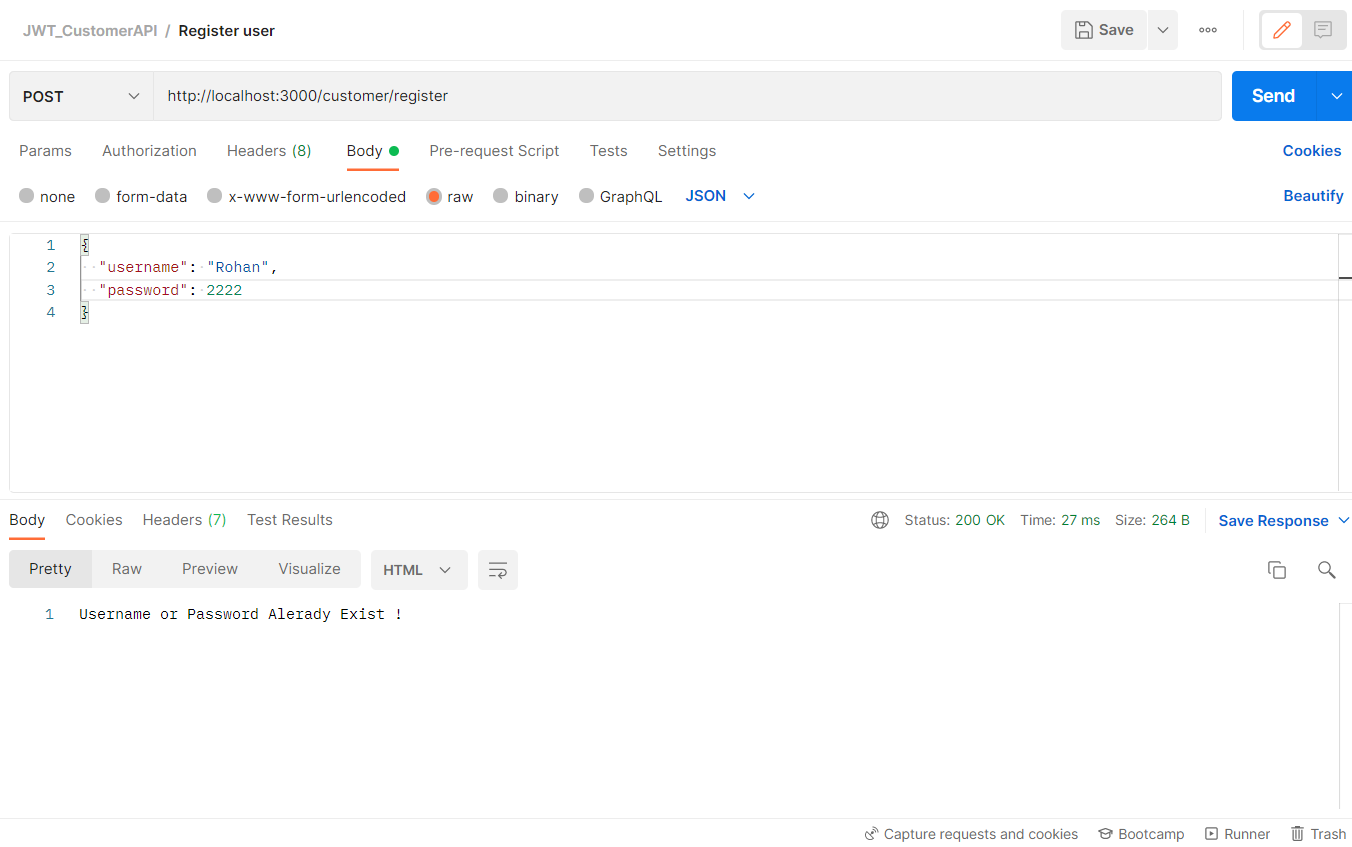 JWT_CustomerAPI / Register user
Save
POST http://localhost:3000/customer/register Send
Params Authorization Headers (8) Body Pre-request Script Tests Settings Cookies
none form-data x-www-form-urlencoded raw binary GraphQL JSON Beautify
1 {
2 "username": "Rohan",
3 "password": 2222
4 }
Body Cookies Headers (7) Test Results Status: 200 OK Time: 27 ms Size: 264 B Save Response
Pretty Raw Preview Visualize HTML
1 Username or Password Alerady Exist !
Capture requests and cookies Bootcamp Runner Trash